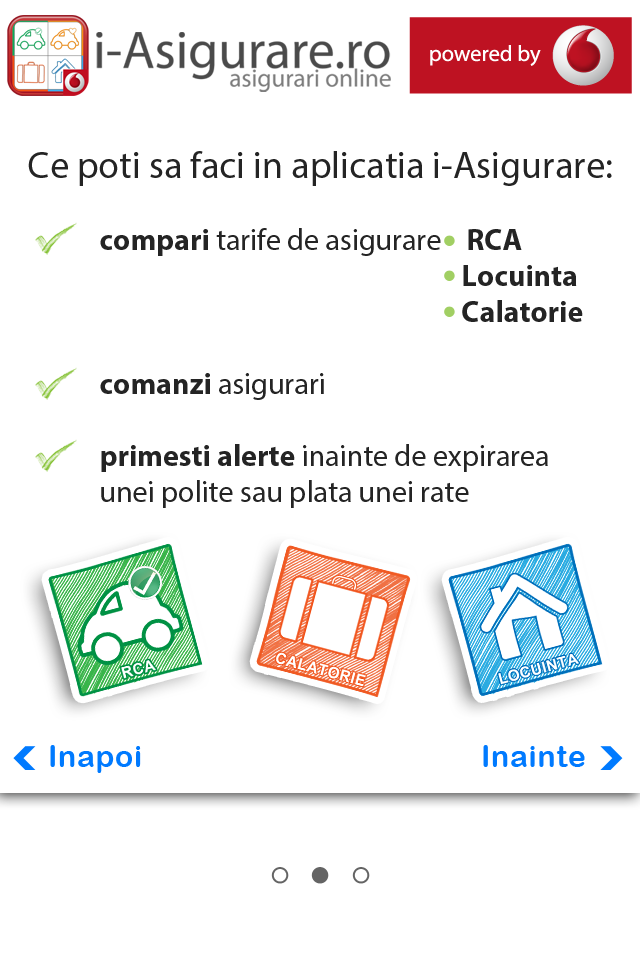 i-Asigurare.ro
asigurari online
powered by
Ce poti sa faci in aplicatia i-Asigurare:
compari tarife de asigurare • RCA
• Locuinta
• Calatorie
comanzi asigurari
primesti alerte inainte de expirarea
unei polite sau plata unei rate
RCA
CALATORIE
LOCUINTA
Inapoi
Inainte